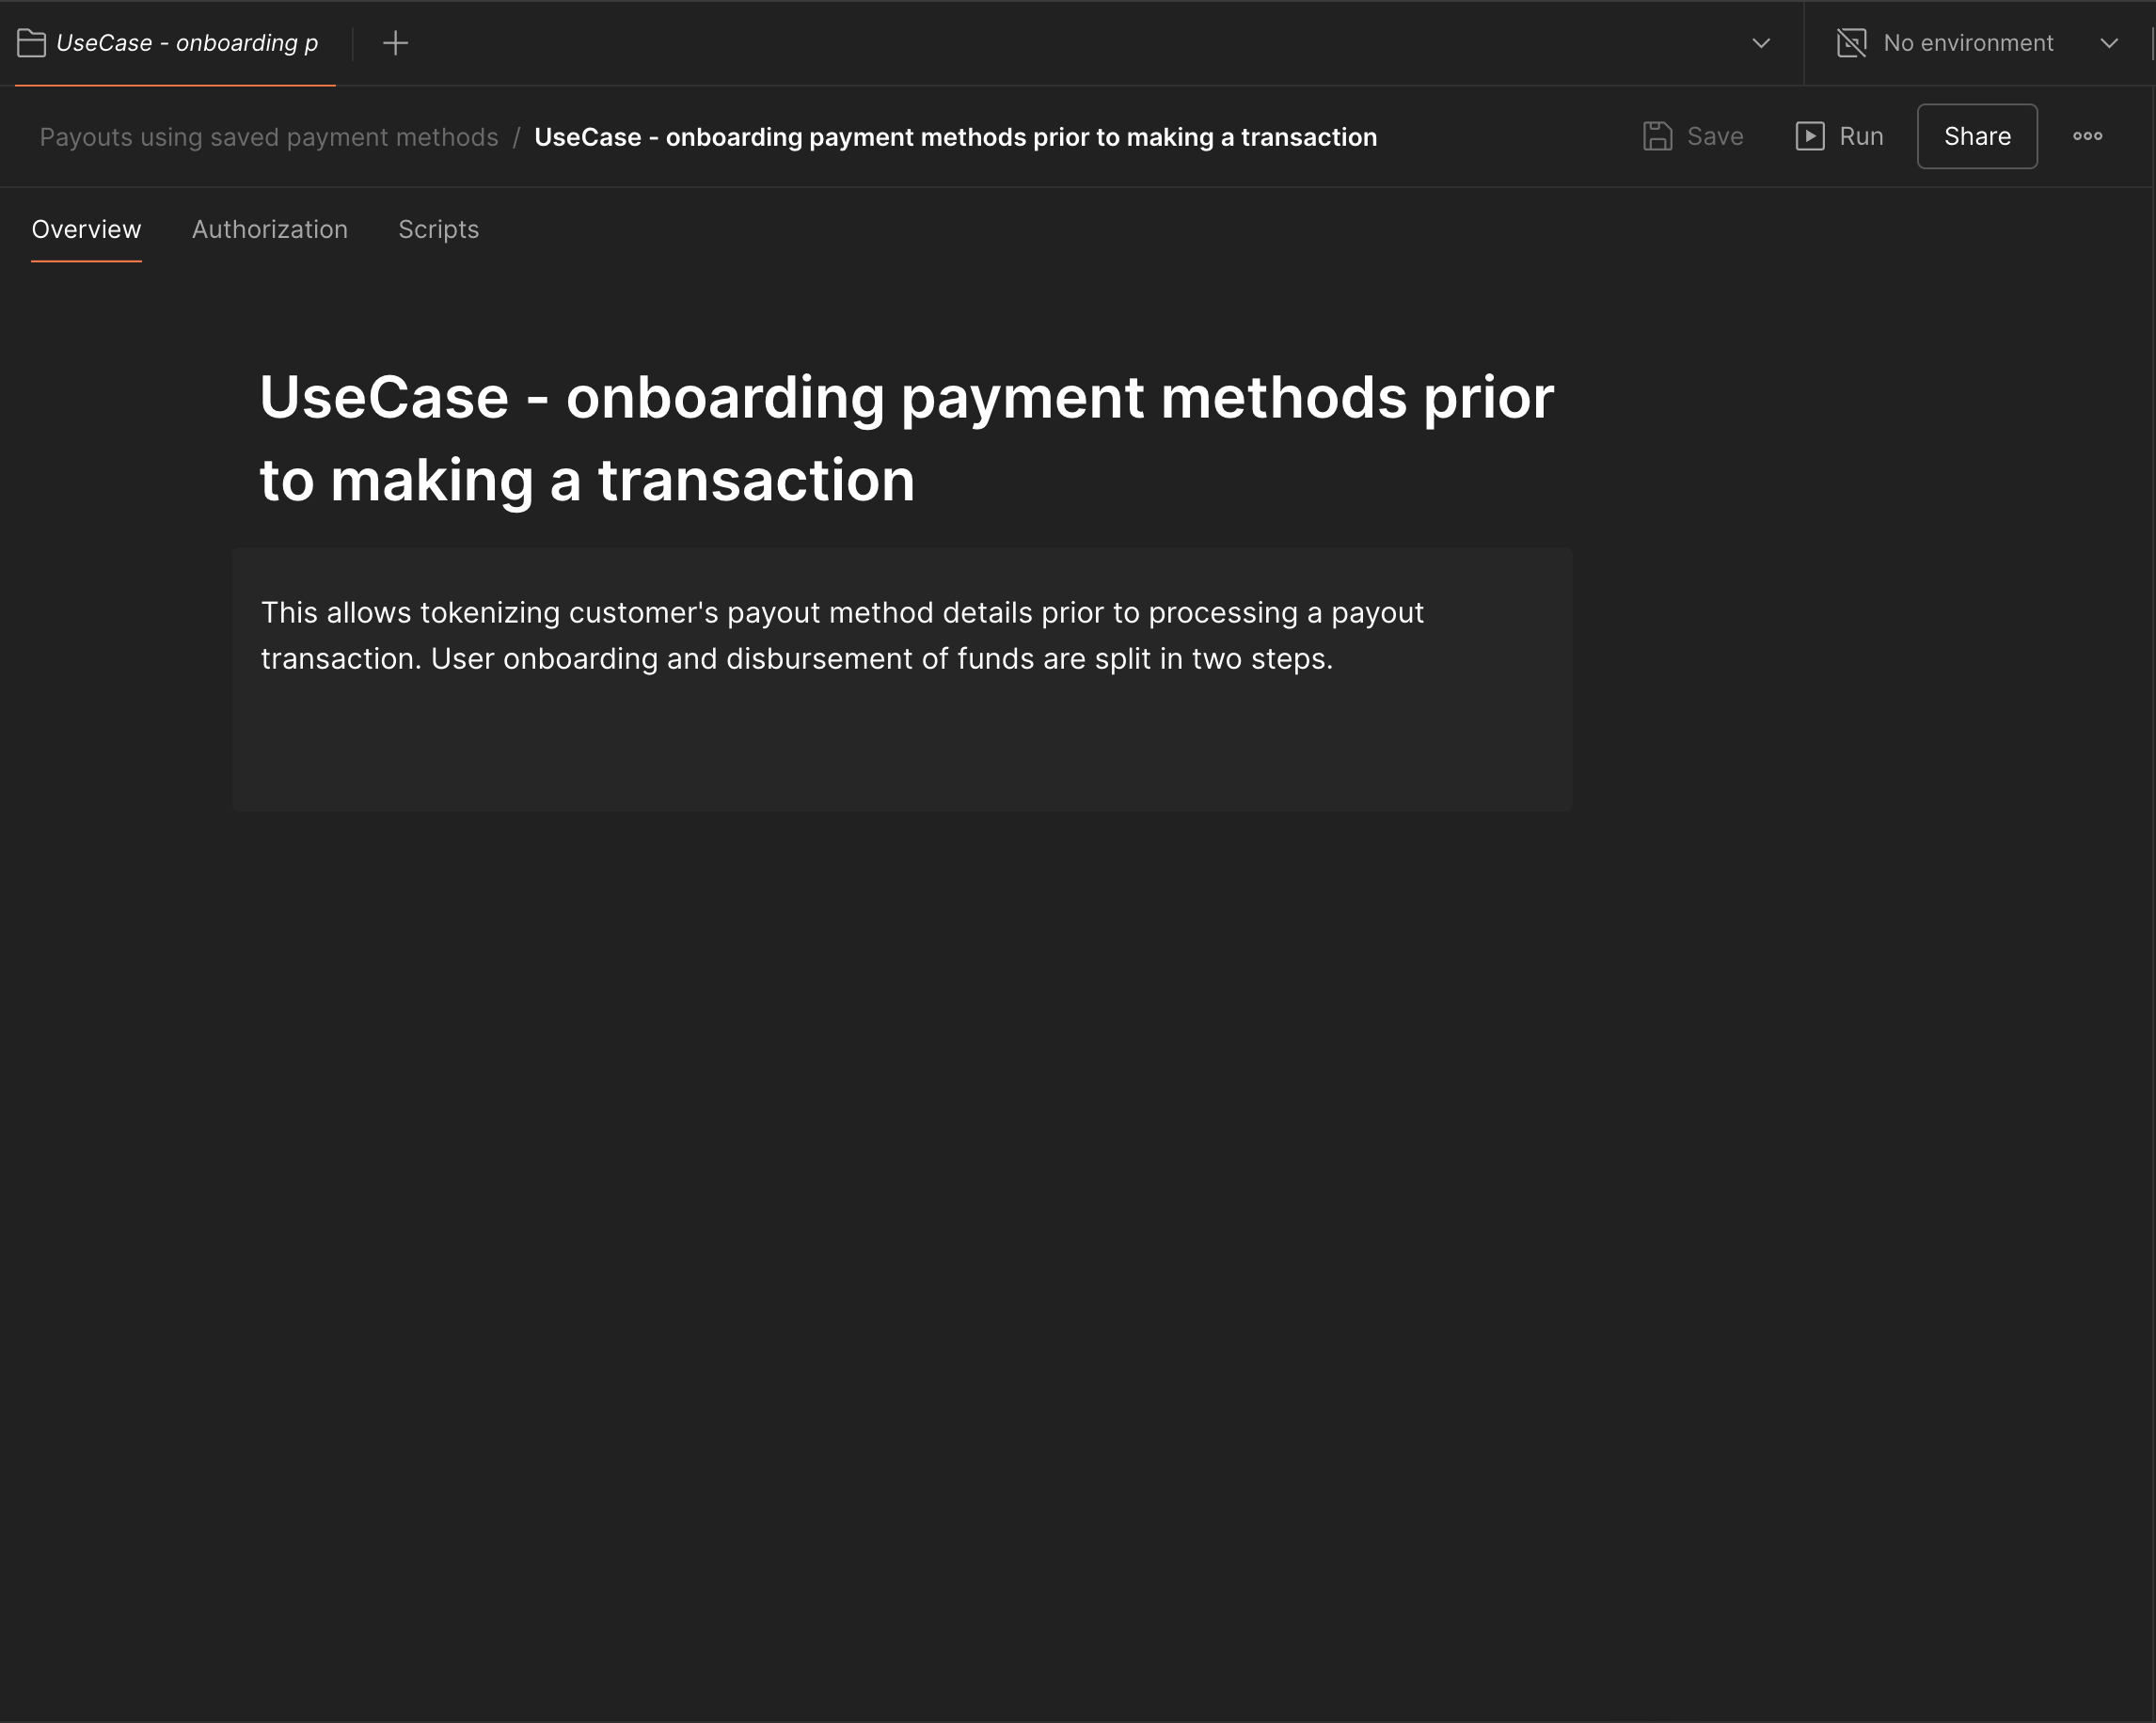 UseCase - onboarding p
No environment
Payouts using saved payment methods / UseCase - onboarding payment methods prior to making a transaction
Save
Run
Share
Overview
Authorization
Scripts
UseCase - onboarding payment methods prior
to making a transaction
This allows tokenizing customer's payout method details prior to processing a payout
transaction. User onboarding and disbursement of funds are split in two steps.